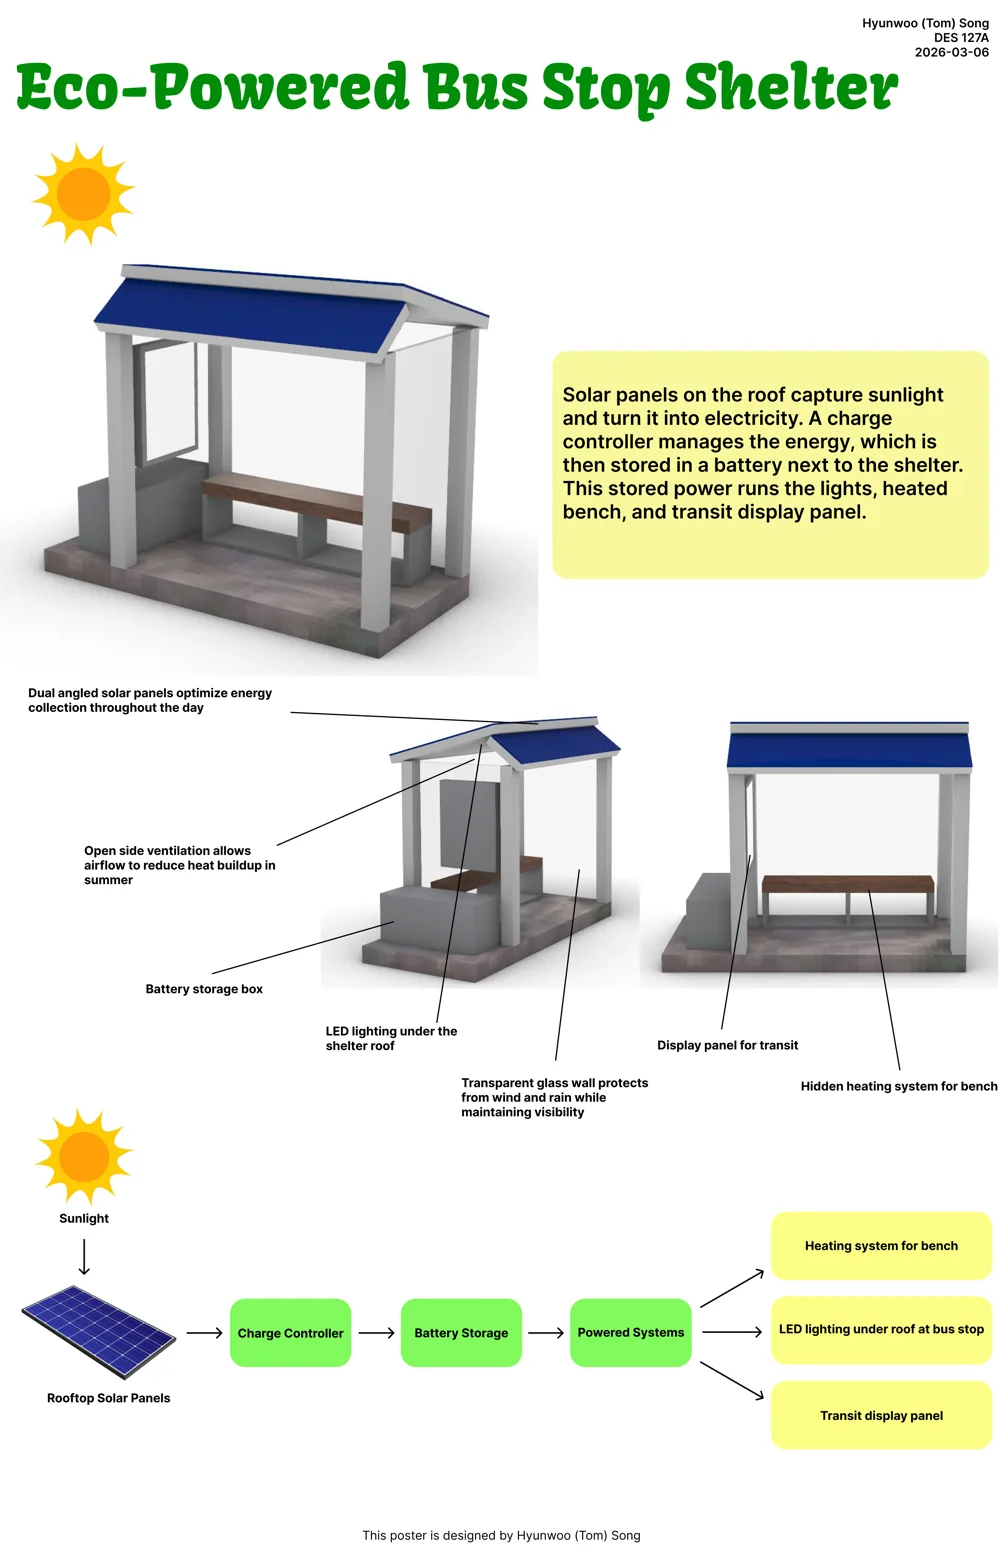 Hyunwoo (Tom) Song
DES 127A
2026-03-06
Eco-Powered Bus Stop Shelter
Solar panels on the roof capture sunlight
and turn it into electricity. A charge
controller manages the energy, which is
then stored in a battery next to the shelter.
This stored power runs the lights, heated
bench, and transit display panel.
Dual angled solar panels optimize energy
collection throughout the day
Open side ventilation allows
airflow to reduce heat buildup in
summer
Battery storage box
LED lighting under the
shelter roof
Transparent glass wall protects
from wind and rain while
maintaining visibility
Display panel for transit
Hidden heating system for bench
Sunlight
Rooftop Solar Panels
Charge Controller
Battery Storage
Powered Systems
Heating system for bench
LED lighting under roof at bus stop
Transit display panel
This poster is designed by Hyunwoo (Tom) Song